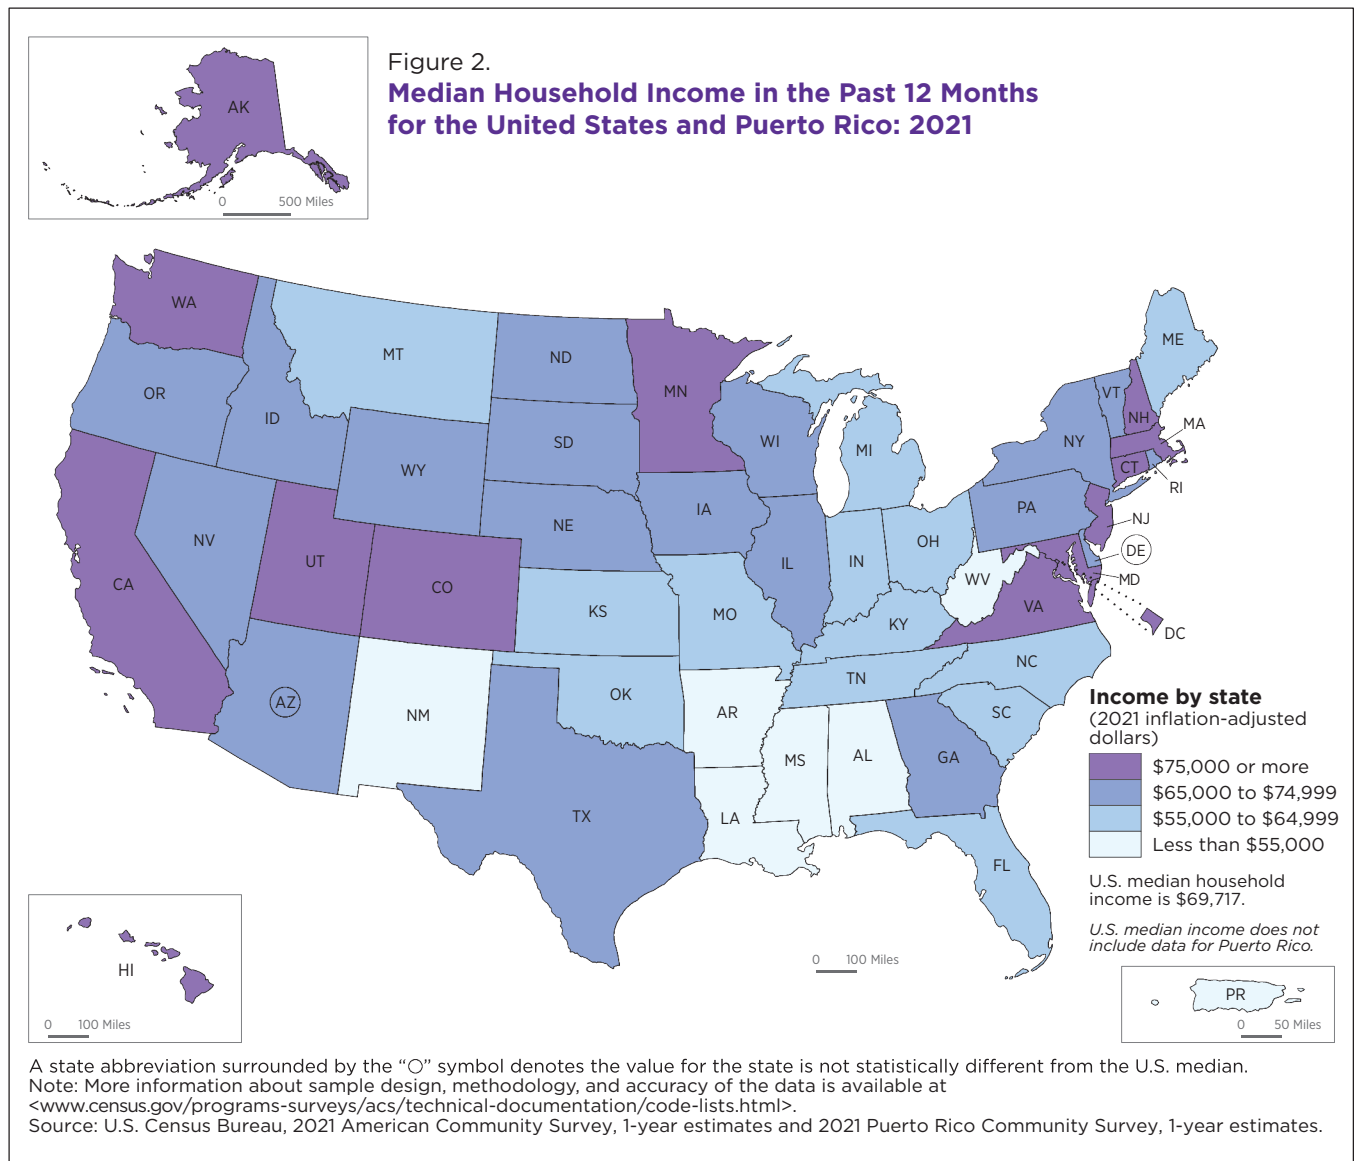 Figure 2.
Median Household Income in the Past 12 Months
for the United States and Puerto Rico: 2021
AK
0 500 Miles
WA
MT
ND
MN
ME
OR
ID
SD
WI
MI
VT
NH
MA
NY
WY
CT
RI
NV
NE
IA
PA
NJ
UT
CO
IL
IN
OH
DE
CA
KS
MO
WV
MD
VA
DC
KY
NC
AZ
NM
OK
TN
AR
SC
MS
AL
GA
TX
LA
FL
Income by state
(2021 inflation-adjusted
dollars)
$75,000 or more
$65,000 to $74,999
$55,000 to $64,999
Less than $55,000
U.S. median household
income is $69,717.
U.S. median income does not
include data for Puerto Rico.
0 100 Miles
HI
0 100 Miles
PR
0 50 Miles
A state abbreviation surrounded by the “○” symbol denotes the value for the state is not statistically different from the U.S. median.
Note: More information about sample design, methodology, and accuracy of the data is available at
<www.census.gov/programs-surveys/acs/technical-documentation/code-lists.html>.
Source: U.S. Census Bureau, 2021 American Community Survey, 1-year estimates and 2021 Puerto Rico Community Survey, 1-year estimates.